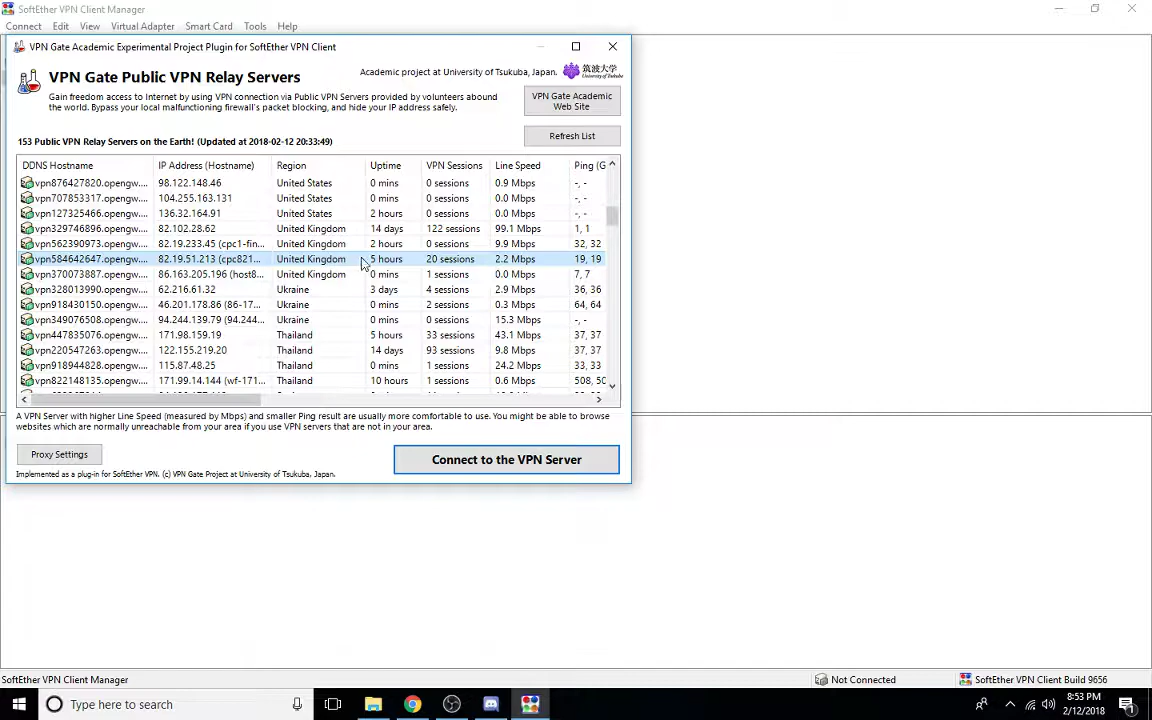 SoftEther VPN Client Manager
Connect Edit View Virtual Adapter Smart Card Tools Help
VPN Gate Academic Experimental Project Plugin for SoftEther VPN Client
VPN Gate Public VPN Relay Servers
Academic project at University of Tsukuba, Japan.
筑波大学
University of Tsukuba
Gain freedom access to Internet by using VPN connection via Public VPN Servers provided by volunteers abound
the world. Bypass your local malfunctioning firewall's packet blocking, and hide your IP address safely.
VPN Gate Academic
Web Site
153 Public VPN Relay Servers on the Earth! (Updated at 2018-02-12 20:33:49)
Refresh List
DDNS Hostname IP Address (Hostname) Region Uptime VPN Sessions Line Speed Ping (G
vpn876427820.opengw.... 98.122.148.46 United States 0 mins 0 sessions 0.9 Mbps -, -
vpn707853317.opengw.... 104.255.163.131 United States 0 mins 0 sessions 0.0 Mbps -, -
vpn127325466.opengw.... 136.32.164.91 United States 2 hours 0 sessions 0.0 Mbps -, -
vpn329746896.opengw.... 82.102.28.62 United Kingdom 14 days 122 sessions 99.1 Mbps 1, 1
vpn562390973.opengw.... 82.19.233.45 (cpc1-fin... United Kingdom 2 hours 0 sessions 9.9 Mbps 32, 32
vpn584642647.opengw.... 82.19.51.213 (cpc821... United Kingdom 5 hours 20 sessions 2.2 Mbps 19, 19
vpn370073887.opengw.... 86.163.205.196 (host8... United Kingdom 0 mins 1 sessions 0.0 Mbps 7, 7
vpn328013990.opengw.... 62.216.61.32 Ukraine 3 days 4 sessions 2.9 Mbps 36, 36
vpn918430150.opengw.... 46.201.178.86 (86-17... Ukraine 0 mins 2 sessions 0.3 Mbps 64, 64
vpn349076508.opengw.... 94.244.139.79 (94.244... Ukraine 0 mins 15.3 Mbps -, -
vpn447835076.opengw.... 171.98.159.19 Thailand 5 hours 33 sessions 43.1 Mbps 37, 37
vpn220547263.opengw.... 122.155.219.20 Thailand 14 days 93 sessions 9.8 Mbps 37, 37
vpn918944828.opengw.... 115.87.48.25 Thailand 0 mins 1 sessions 24.2 Mbps 33, 33
vpn822148135.opengw.... 171.99.14.144 (wf-171... Thailand 10 hours 1 sessions 0.6 Mbps 508, 50
A VPN Server with higher Line Speed (measured by Mbps) and smaller Ping result are usually more comfortable to use. You might be able to browse
websites which are normally unreachable from your area if you use VPN servers that are not in your area.
Proxy Settings
Connect to the VPN Server
Implemented as a plug-in for SoftEther VPN. (c) VPN Gate Project at University of Tsukuba, Japan.
SoftEther VPN Client Manager Not Connected SoftEther VPN Client Build 9656
Type here to search
8:53 PM
2/12/2018
1